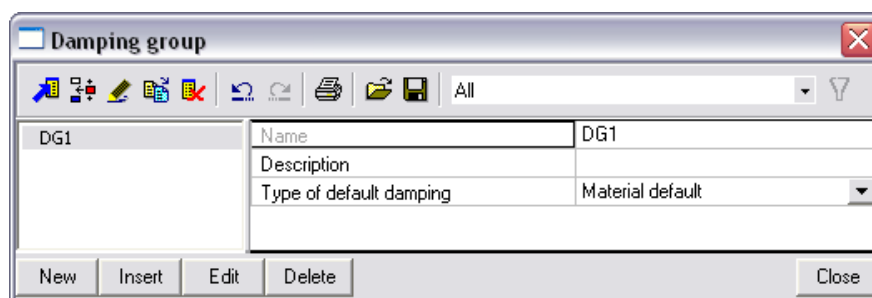 Damping group
All
DG1
Name DG1
Description
Type of default damping Material default
New Insert Edit Delete Close